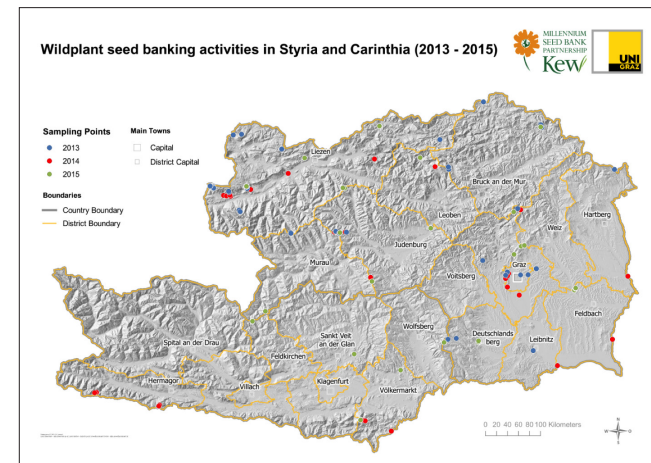 Wildplant seed banking activities in Styria and Carinthia (2013 - 2015)
MILLENNIUM
SEED BANK
PARTNERSHIP
Kew
UNI
GRAZ
Sampling Points
2013
2014
2015
Main Towns
Capital
District Capital
Boundaries
Country Boundary
District Boundary
Liezen
Bruck an der Mur
Hartberg
Leoben
Weiz
Judenburg
Murau
Graz
Voitsberg
Feldbach
Wolfsberg
Deutschlands
berg
Leibnitz
Sankt Veit
an der Glan
Spittal an der Drau
Feldkirchen
Hermagor
Villach
Klagenfurt
Völkermarkt
0 20 40 60 80 100 Kilometers